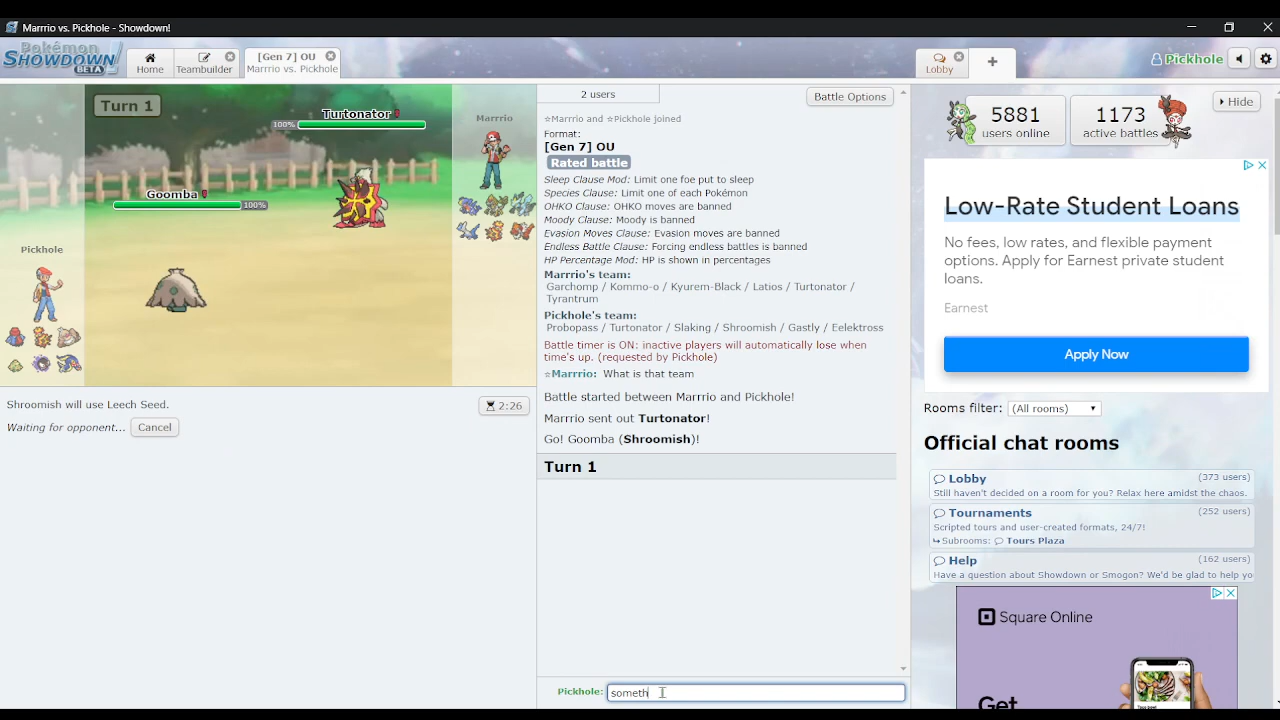 Marrrio vs. Pickhole - Showdown!
Pokémon
SHOWDOWN
BETA
Home
Teambuilder
[Gen 7] OU
Marrrio vs. Pickhole
Lobby
+
Pickhole
Turn 1
Turtonator
100%
Goomba
100%
Pickhole
Marrrio
Shroomish will use Leech Seed.
2:26
Waiting for opponent...
Cancel
2 users
Battle Options
☆Marrrio and ☆Pickhole joined
Format:
[Gen 7] OU
Rated battle
Sleep Clause Mod: Limit one foe put to sleep
Species Clause: Limit one of each Pokémon
OHKO Clause: OHKO moves are banned
Moody Clause: Moody is banned
Evasion Moves Clause: Evasion moves are banned
Endless Battle Clause: Forcing endless battles is banned
HP Percentage Mod: HP is shown in percentages
Marrrio's team:
Garchomp / Kommo-o / Kyurem-Black / Latios / Turtonator /
Tyrantrum
Pickhole's team:
Probopass / Turtonator / Slaking / Shroomish / Gastly / Eelektross
Battle timer is ON: inactive players will automatically lose when
time's up. (requested by Pickhole)
☆Marrrio: What is that team
Battle started between Marrrio and Pickhole!
Marrrio sent out Turtonator!
Go! Goomba (Shroomish)!
Turn 1
Pickhole: someth
5881
users online
1173
active battles
Hide
Low-Rate Student Loans
No fees, low rates, and flexible payment
options. Apply for Earnest private student
loans.
Earnest
Apply Now
Rooms filter: (All rooms)
Official chat rooms
Lobby (373 users)
Still haven't decided on a room for you? Relax here amidst the chaos.
Tournaments (252 users)
Scripted tours and user-created formats, 24/7!
Subrooms: Tours Plaza
Help (162 users)
Have a question about Showdown or Smogon? We'd be glad to help yo
Square Online
Get